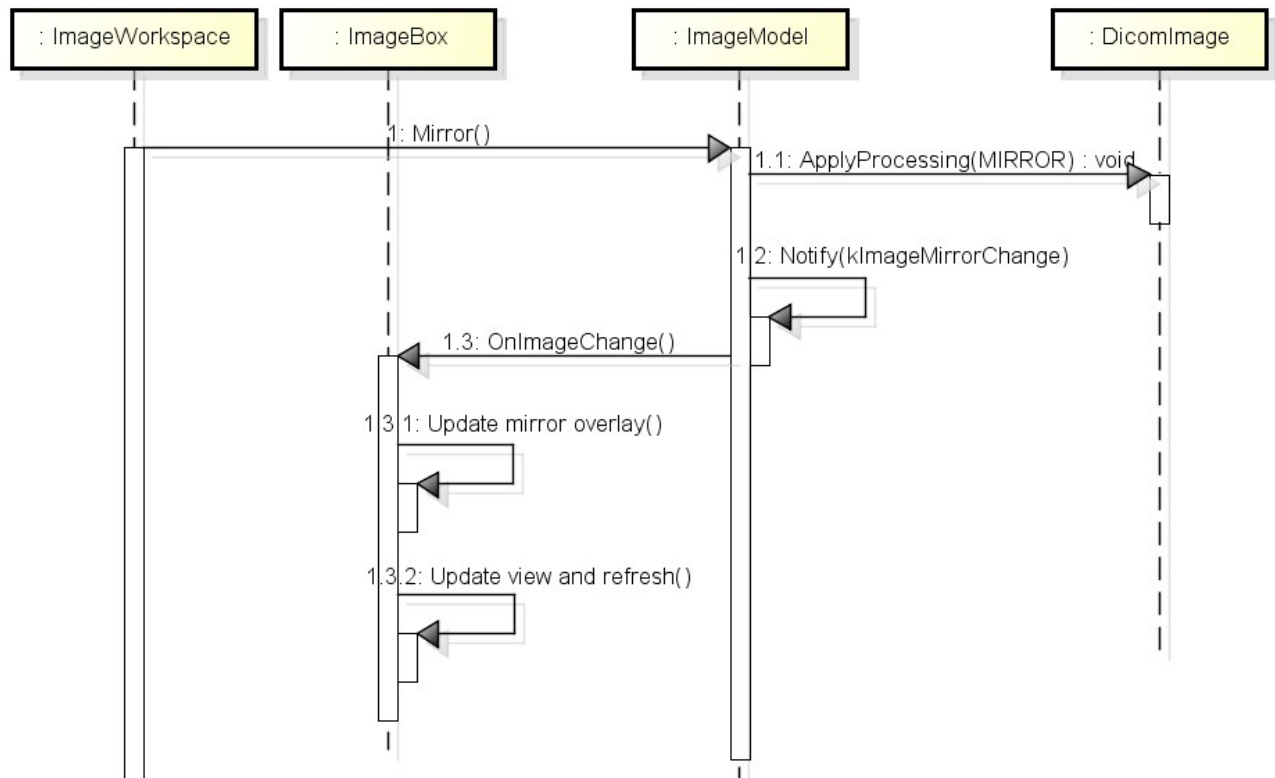 : ImageWorkspace
: ImageBox
: ImageModel
: DicomImage
1: Mirror()
1.1: ApplyProcessing(MIRROR) : void
1.2: Notify(kImageMirrorChange)
1.3: OnImageChange()
1.3.1: Update mirror overlay()
1.3.2: Update view and refresh()